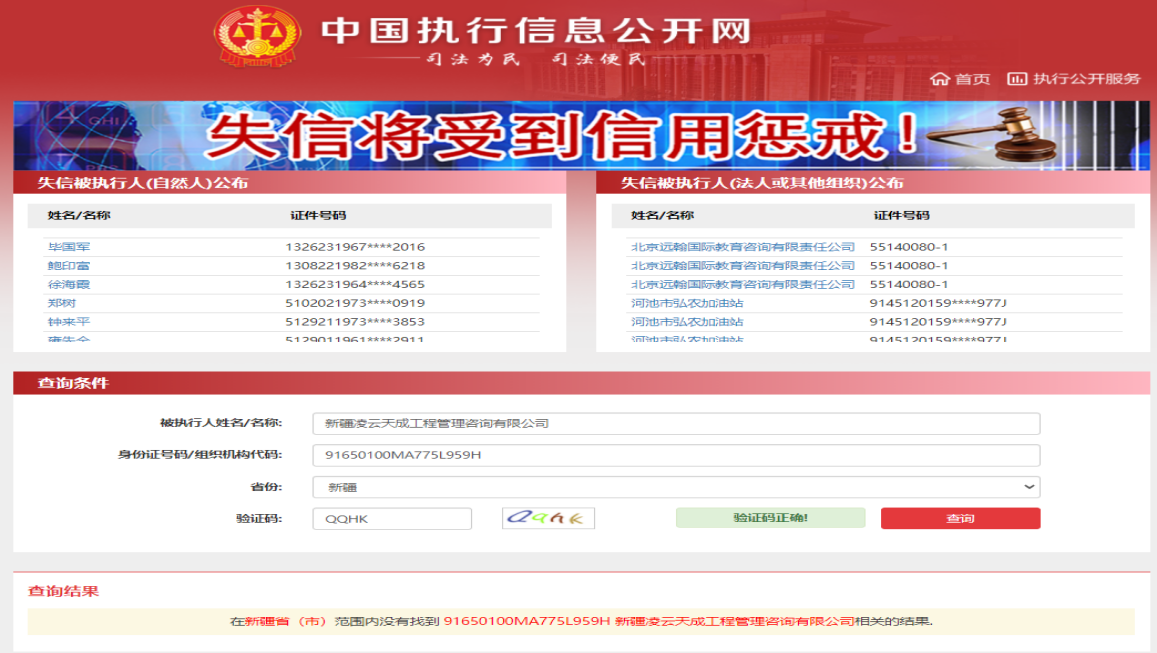 中国执行信息公开网
司法为民 司法便民
首页 执行公开服务
失信将受到信用惩戒!
失信被执行人(自然人)公布
姓名/名称 证件号码
毕国军 1326231967****2016
鲍印富 1308221982****6218
徐海霞 1326231964****4565
郑树 5102021973****0919
钟来平 5129211973****3853
5129011961****2911
失信被执行人(法人或其他组织)公布
姓名/名称 证件号码
北京远翰国际教育咨询有限责任公司 55140080-1
北京远翰国际教育咨询有限责任公司 55140080-1
北京远翰国际教育咨询有限责任公司 55140080-1
河池市弘农加油站 9145120159****977J
河池市弘农加油站 9145120159****977J
河池市弘农加油站 9145120159****977J
查询条件
被执行人姓名/名称: 新疆凌云天成工程管理咨询有限公司
身份证号码/组织机构代码: 91650100MA775L959H
省份: 新疆
验证码: QQHK Qqhk 验证码正确! 查询
查询结果
在新疆省（市）范围内没有找到 91650100MA775L959H 新疆凌云天成工程管理咨询有限公司相关的结果.